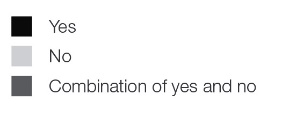 Yes
No
Combination of yes and no